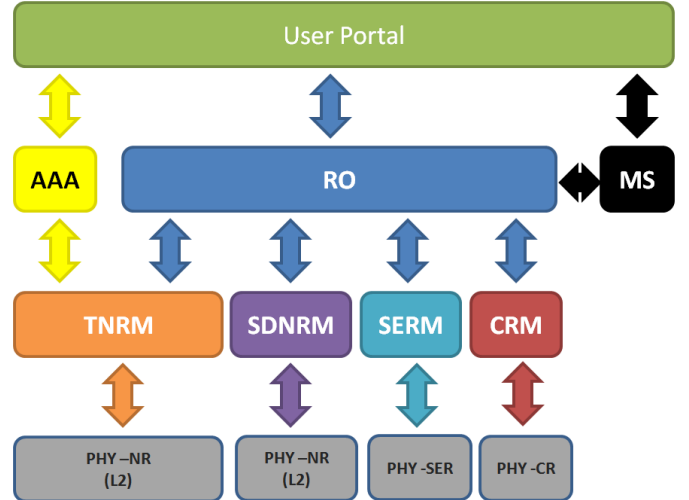 User Portal
AAA
RO
MS
TNRM
SDNRM
SERM
CRM
PHY –NR
(L2)
PHY –NR
(L2)
PHY -SER
PHY -CR